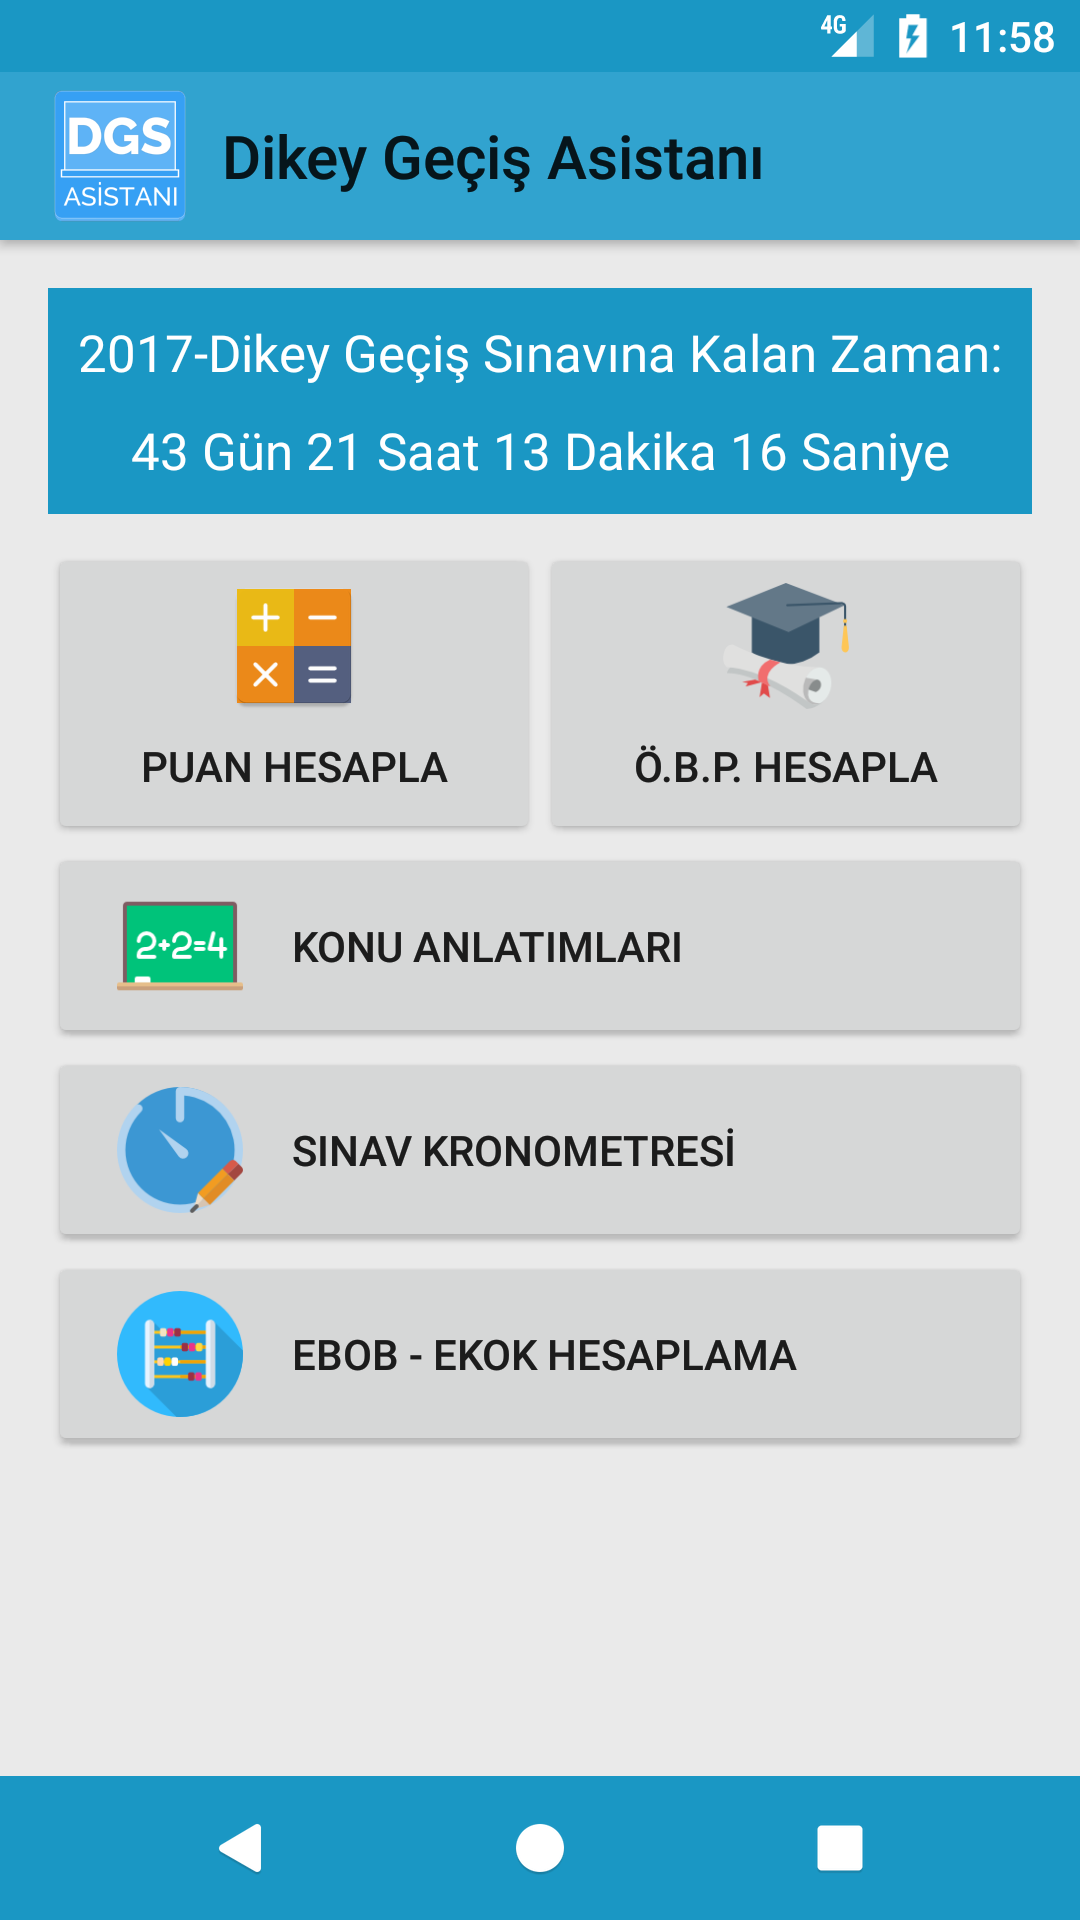 4G 11:58
DGS
ASİSTANI
Dikey Geçiş Asistanı
2017-Dikey Geçiş Sınavına Kalan Zaman:
43 Gün 21 Saat 13 Dakika 16 Saniye
PUAN HESAPLA
Ö.B.P. HESAPLA
2+2=4
KONU ANLATIMLARI
SINAV KRONOMETRESİ
EBOB - EKOK HESAPLAMA